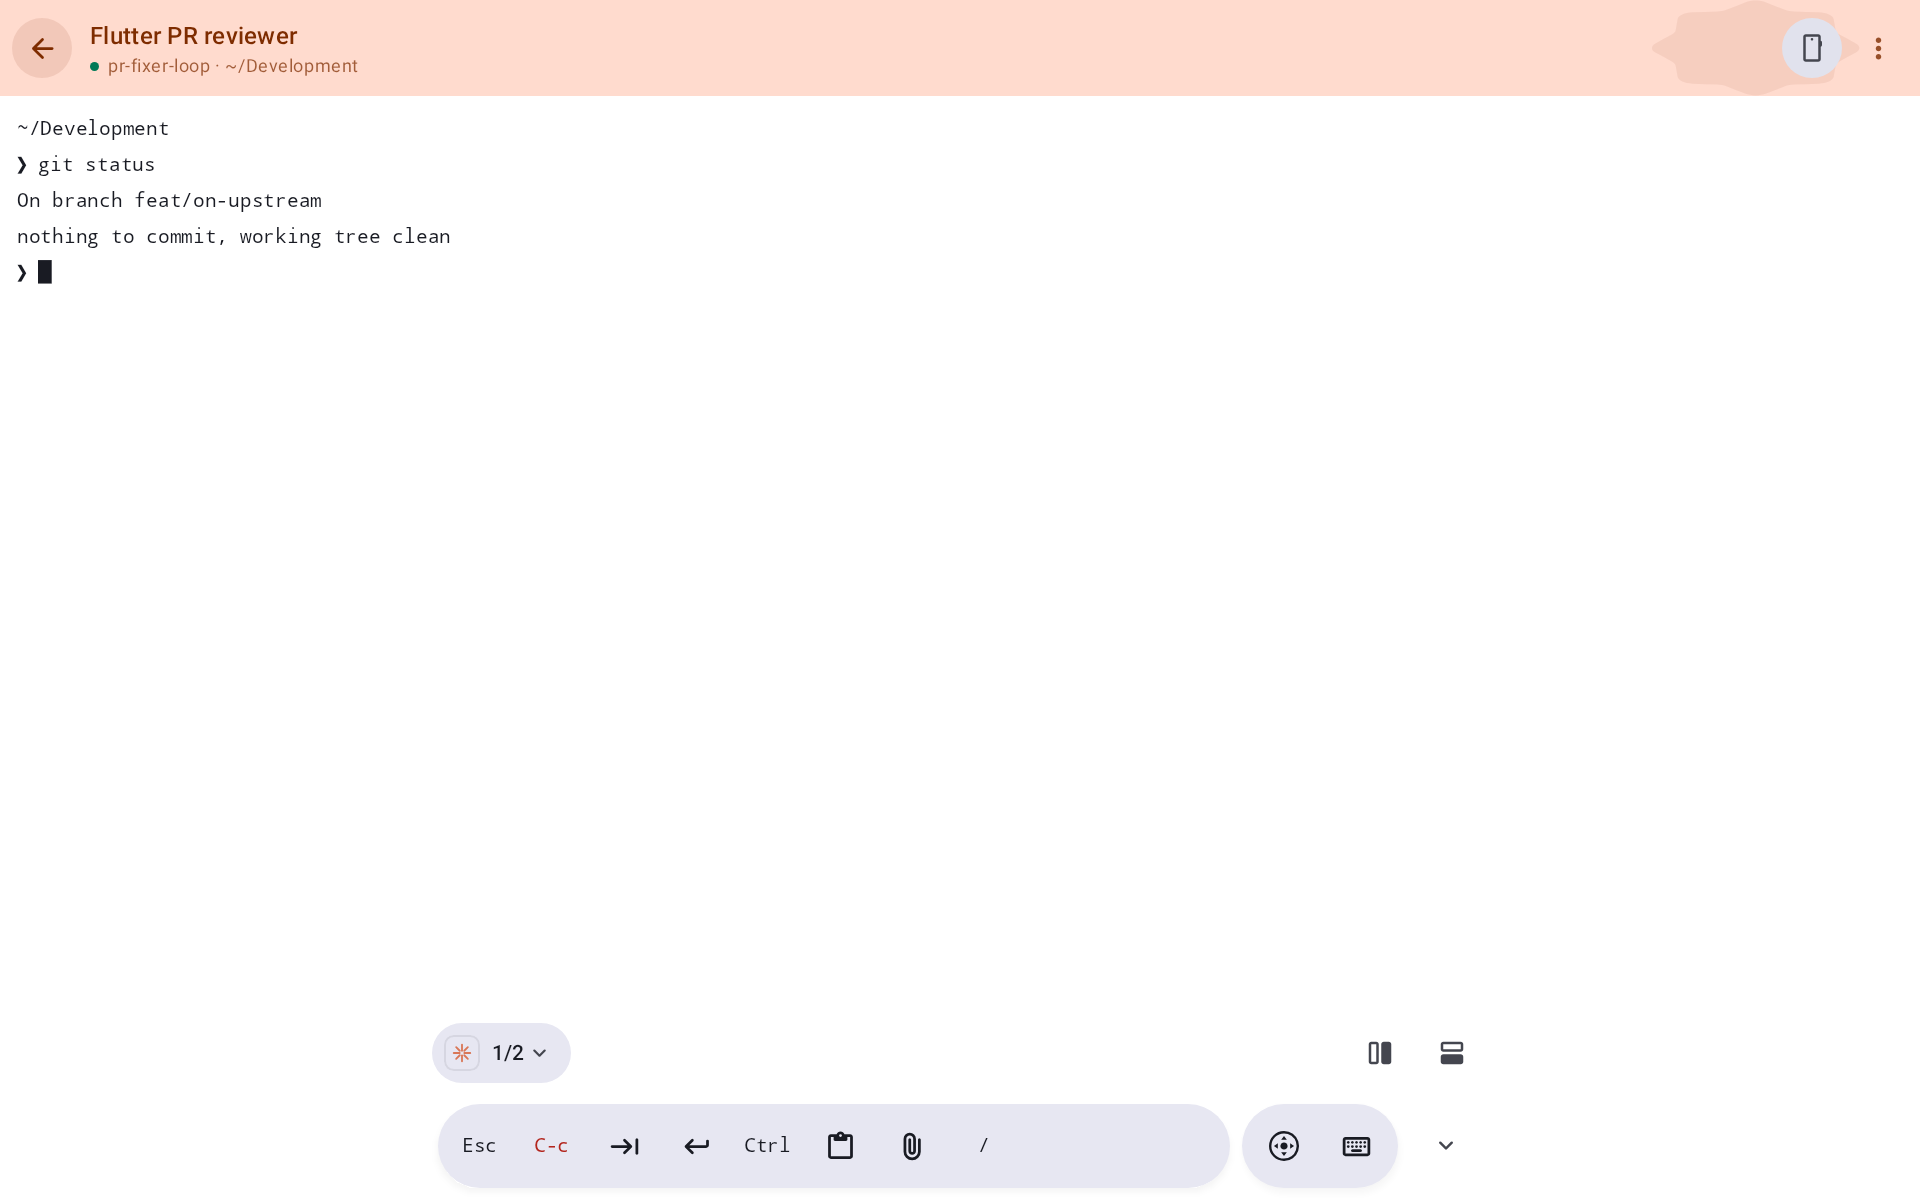 Flutter PR reviewer
pr-fixer-loop · ~/Development
~/Development
❯ git status
On branch feat/on-upstream
nothing to commit, working tree clean
❯
1/2
Esc C-c Ctrl /